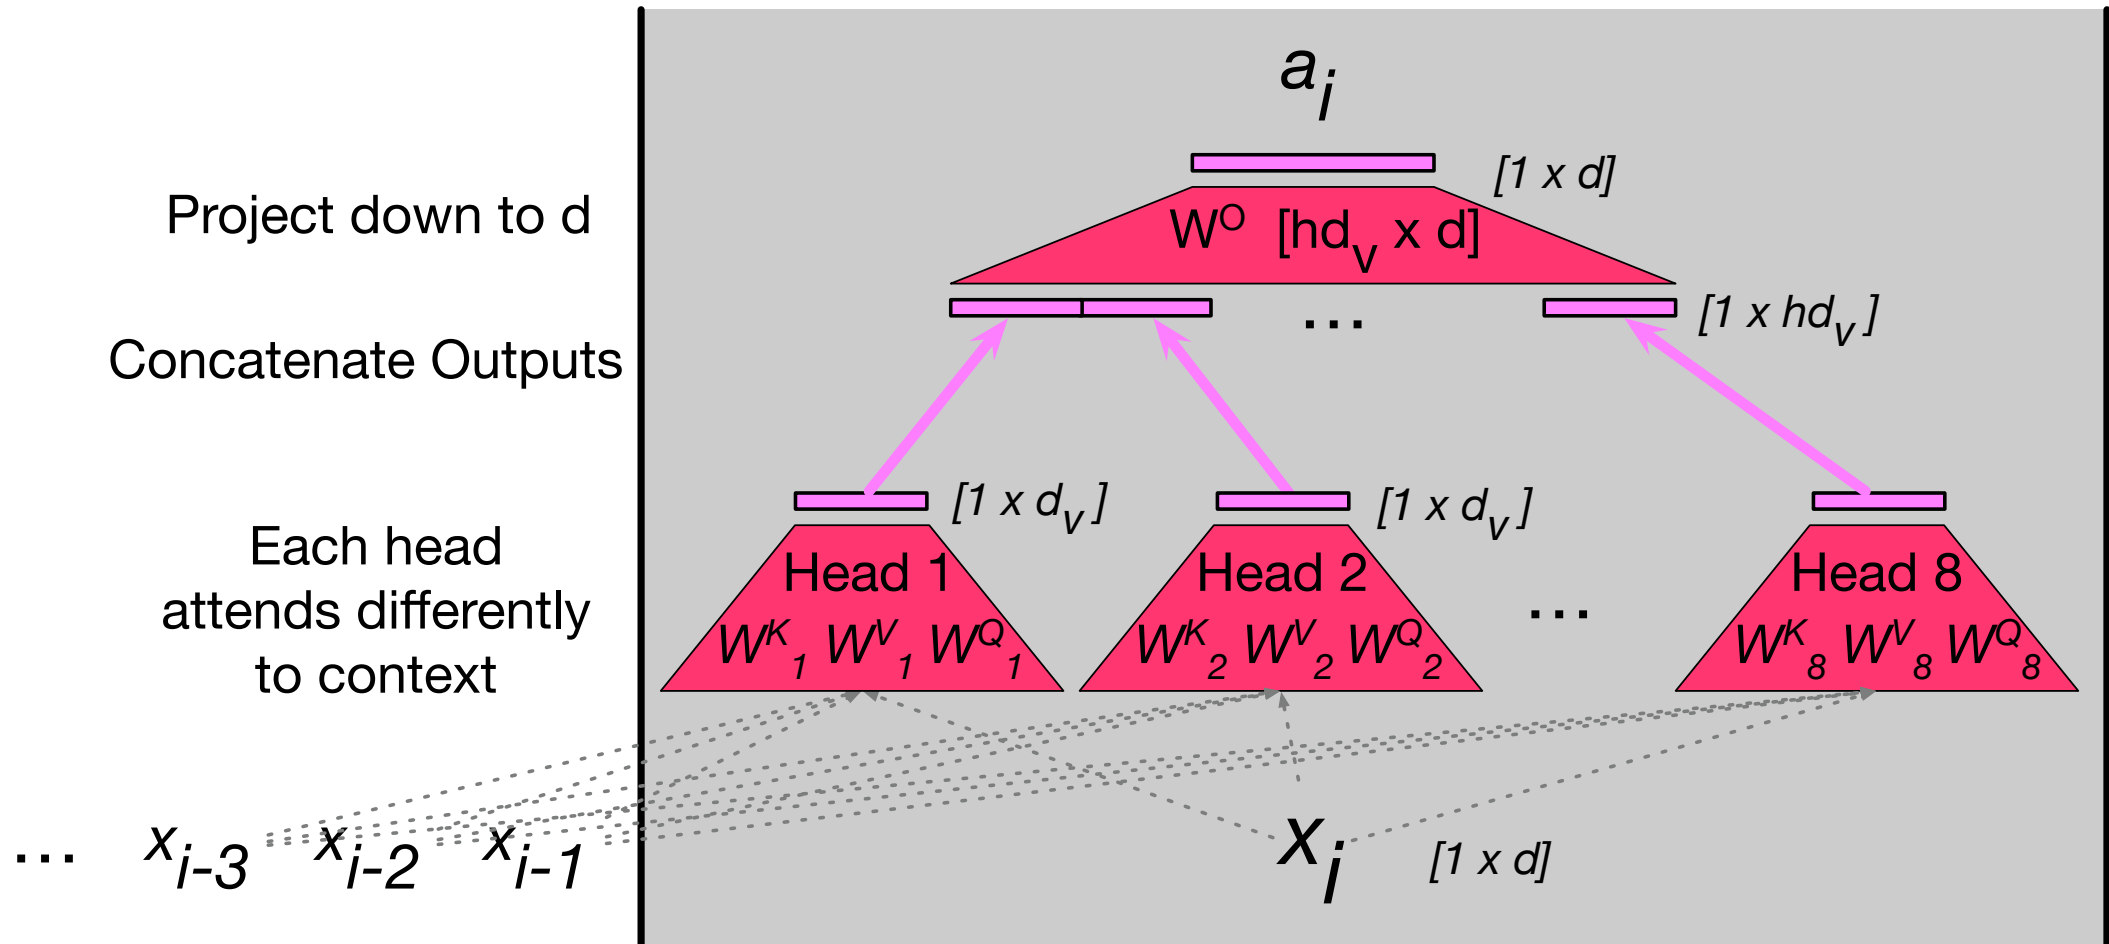 a_i
[1 x d]
Project down to d
W^O [hd_v x d]
... [1 x hd_v ]
Concatenate Outputs
[1 x d_v ] [1 x d_v ]
Each head
attends differently
to context
Head 1 Head 2 ... Head 8
W^K_1 W^V_1 W^Q_1 W^K_2 W^V_2 W^Q_2 W^K_8 W^V_8 W^Q_8
... x_i-3 x_i-2 x_i-1 x_i [1 x d]